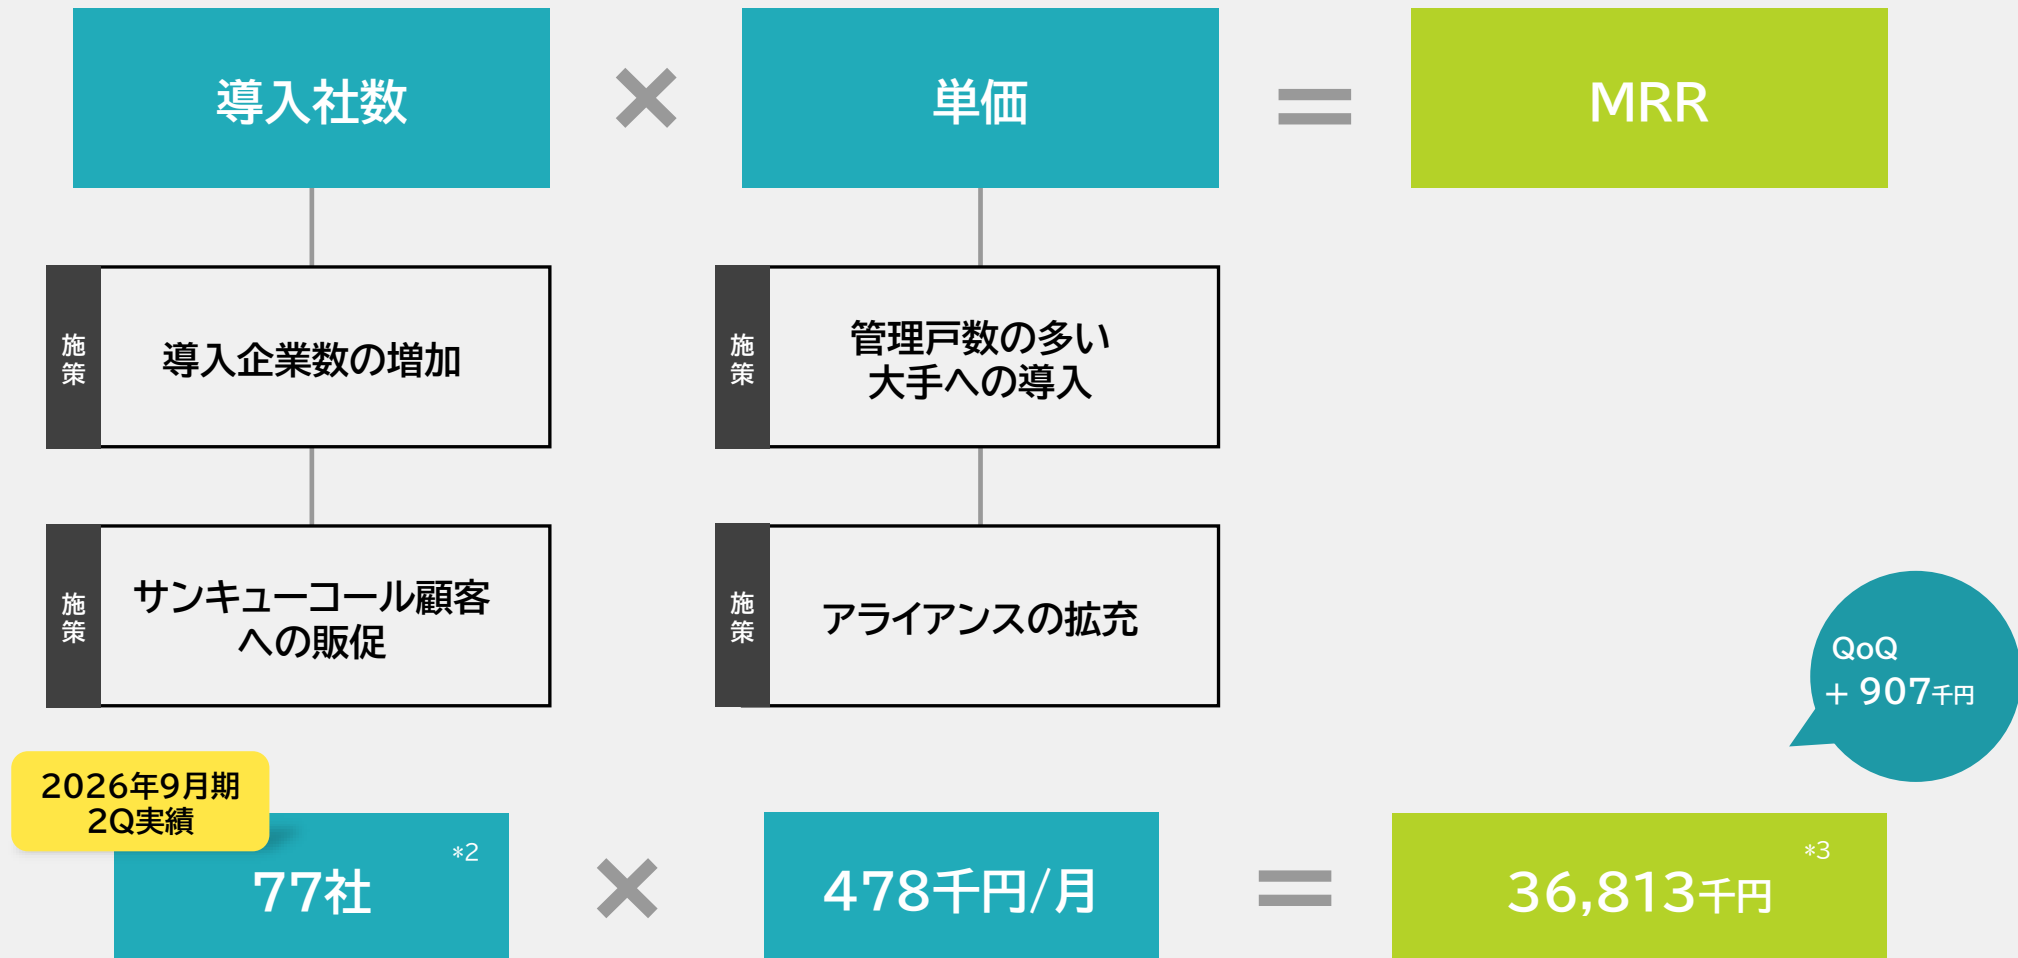 導入社数
×
単価
=
MRR
施策
導入企業数の増加
施策
管理戸数の多い
大手への導入
施策
サンキューコール顧客
への販促
施策
アライアンスの拡充
QoQ
+ 907千円
2026年9月期
2Q実績
77社 *2
×
478千円/月
=
36,813千円 *3